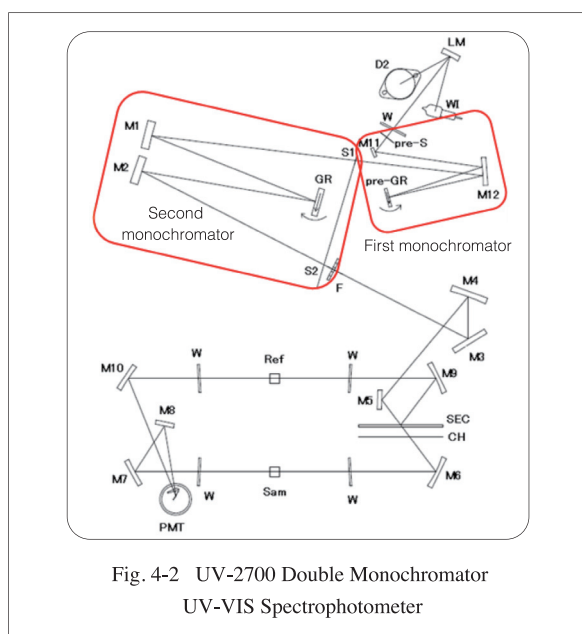 LM
D2
WI
W
M11
pre-S
M1
S1
M2
GR
pre-GR
M12
Second
monochromator
First monochromator
S2
F
M4
M3
W
Ref
W
M10
M9
M5
M8
SEC
CH
M7
W
Sam
W
M6
PMT
Fig. 4-2 UV-2700 Double Monochromator
UV-VIS Spectrophotometer